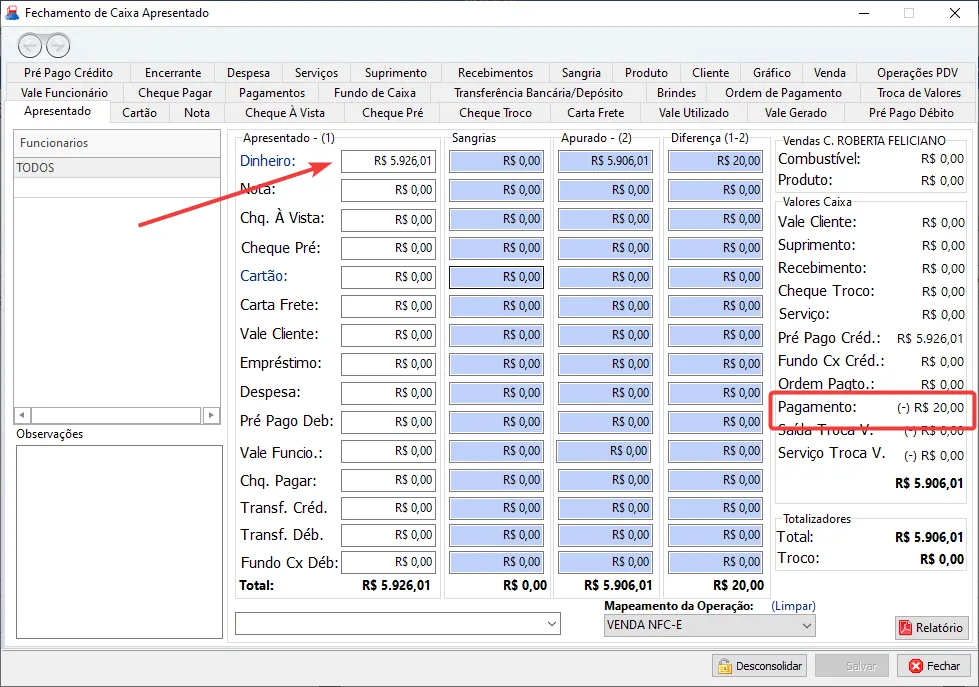 Fechamento de Caixa Apresentado
Pré Pago Crédito Encerrante Despesa Serviços Suprimento Recebimentos Sangria Produto Cliente Gráfico Venda Operações PDV
Vale Funcionário Cheque Pagar Pagamentos Fundo de Caixa Transferência Bancária/Depósito Brindes Ordem de Pagamento Troca de Valores
Apresentado Cartão Nota Cheque À Vista Cheque Pré Cheque Troco Carta Frete Vale Utilizado Vale Gerado Pré Pago Débito
Funcionarios
TODOS
Observações
Apresentado - (1) Sangrias Apurado - (2) Diferença (1-2)
Dinheiro: R$ 5.926,01 R$ 0,00 R$ 5.906,01 R$ 20,00
Nota: R$ 0,00 R$ 0,00 R$ 0,00 R$ 0,00
Chq. À Vista: R$ 0,00 R$ 0,00 R$ 0,00 R$ 0,00
Cheque Pré: R$ 0,00 R$ 0,00 R$ 0,00 R$ 0,00
Cartão: R$ 0,00 R$ 0,00 R$ 0,00 R$ 0,00
Carta Frete: R$ 0,00 R$ 0,00 R$ 0,00 R$ 0,00
Vale Cliente: R$ 0,00 R$ 0,00 R$ 0,00 R$ 0,00
Empréstimo: R$ 0,00 R$ 0,00 R$ 0,00 R$ 0,00
Despesa: R$ 0,00 R$ 0,00 R$ 0,00 R$ 0,00
Pré Pago Deb: R$ 0,00 R$ 0,00 R$ 0,00 R$ 0,00
Vale Funcio.: R$ 0,00 R$ 0,00 R$ 0,00 R$ 0,00
Chq. Pagar: R$ 0,00 R$ 0,00 R$ 0,00 R$ 0,00
Transf. Créd. R$ 0,00 R$ 0,00 R$ 0,00 R$ 0,00
Transf. Déb. R$ 0,00 R$ 0,00 R$ 0,00 R$ 0,00
Fundo Cx Déb: R$ 0,00 R$ 0,00 R$ 0,00 R$ 0,00
Total: R$ 5.926,01 R$ 0,00 R$ 5.906,01 R$ 20,00
Mapeamento da Operação: (Limpar)
VENDA NFC-E
Vendas C. ROBERTA FELICIANO
Combustível: R$ 0,00
Produto: R$ 0,00
Valores Caixa
Vale Cliente: R$ 0,00
Suprimento: R$ 0,00
Recebimento: R$ 0,00
Cheque Troco: R$ 0,00
Serviço: R$ 0,00
Pré Pago Créd.: R$ 5.926,01
Fundo Cx Créd.: R$ 0,00
Ordem Pagto.: R$ 0,00
Pagamento: (-) R$ 20,00
Saída Troca V. (-) R$ 0,00
Serviço Troca V. (-) R$ 0,00
R$ 5.906,01
Totalizadores
Total: R$ 5.906,01
Troco: R$ 0,00
Relatório
Desconsolidar Salvar Fechar